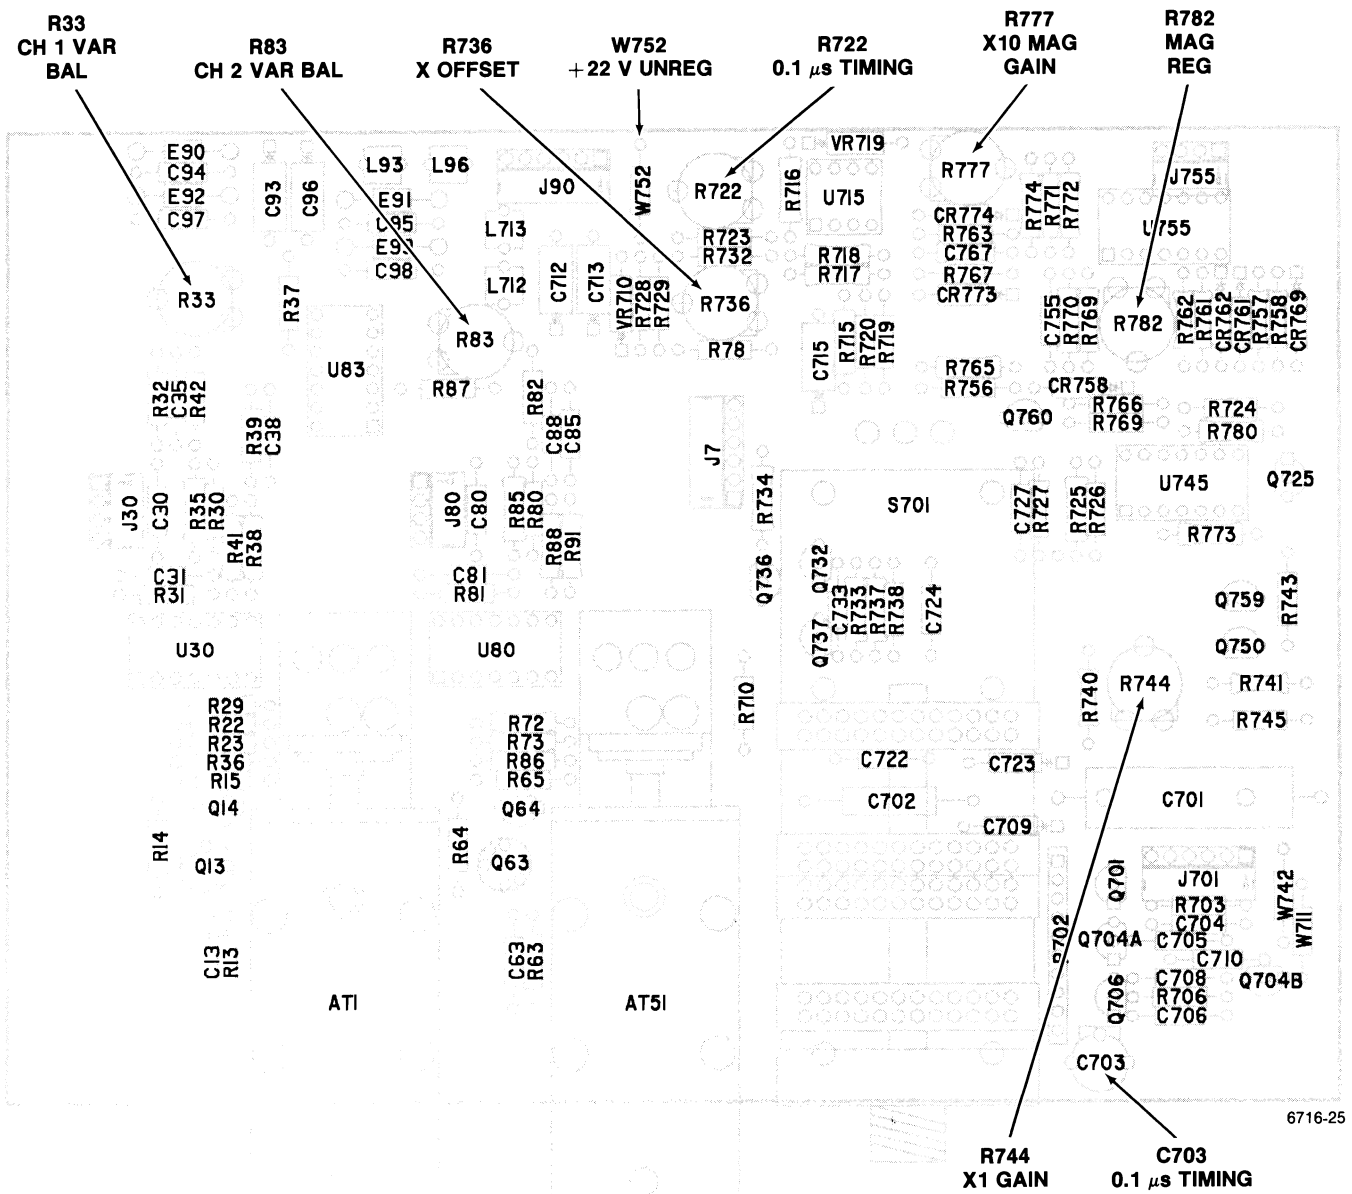 R33
CH 1 VAR
BAL
R83
CH 2 VAR BAL
R736
X OFFSET
W752
+22 V UNREG
R722
0.1 μs TIMING
R777
X10 MAG
GAIN
R782
MAG
REG
E90
C94
E92
C97
C93
C96
L93
L96
E91
C95
E93
C98
J90
L713
L712
C712
C713
W752
VR710
R728
R729
R722
R723
R732
R736
R78
R716
VR719
U715
R718
R717
C715
R715
R720
R719
R777
CR774
R763
C767
R767
CR773
R765
R756
R774
R771
R772
J755
U755
C755
R770
R769
R782
R762
R761
CR762
CR761
R757
R758
CR769
R33
R37
U83
R83
R87
R82
R32
C35
R42
R39
C38
C88
C85
J7
CR758
Q760
R766
R769
R724
R780
U745
Q725
J30
C30
R35
R30
R41
R38
J80
C80
R85
R80
R88
R91
R734
S701
C727
R727
R725
R726
R773
C31
R31
C81
R81
Q736
Q732
C733
R733
R737
R738
C724
Q737
Q759
R743
Q750
U30
U80
R710
R740
R744
R741
R745
R29
R22
R23
R36
R15
Q14
R72
R73
R86
R65
Q64
C722
C723
C702
C701
C709
R14
Q13
R64
Q63
Q701
J701
R703
C704
C705
C710
W742
W711
R702
Q704A
C13
R13
C63
R63
C708
R706
C706
Q704B
Q706
AT1
AT51
C703
6716-25
R744
X1 GAIN
C703
0.1 μs TIMING